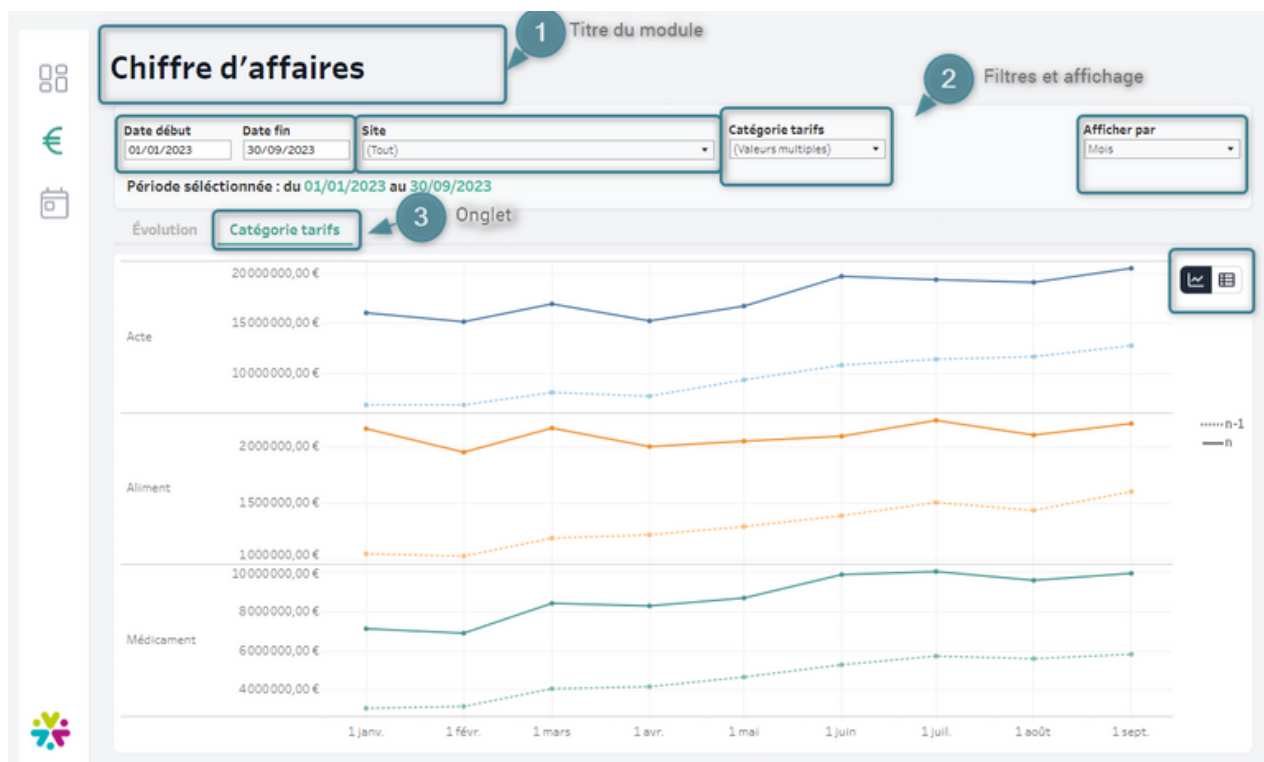 1 Titre du module
Chiffre d’affaires
2 Filtres et affichage
Date début Date fin Site Catégorie tarifs Afficher par
01/01/2023 30/09/2023 (Tout) (Valeurs multiples) Mois
Période séléctionnée : du 01/01/2023 au 30/09/2023
3 Onglet
Évolution Catégorie tarifs
20000000,00 €
15000000,00 €
Acte
10000000,00 €
n-1
2000000,00 €
n
Aliment
1500000,00 €
1000000,00 €
10000000,00 €
8000000,00 €
Médicament
6000000,00 €
4000000,00 €
1 janv. 1 févr. 1 mars 1 avr. 1 mai 1 juin 1 juil. 1 août 1 sept.